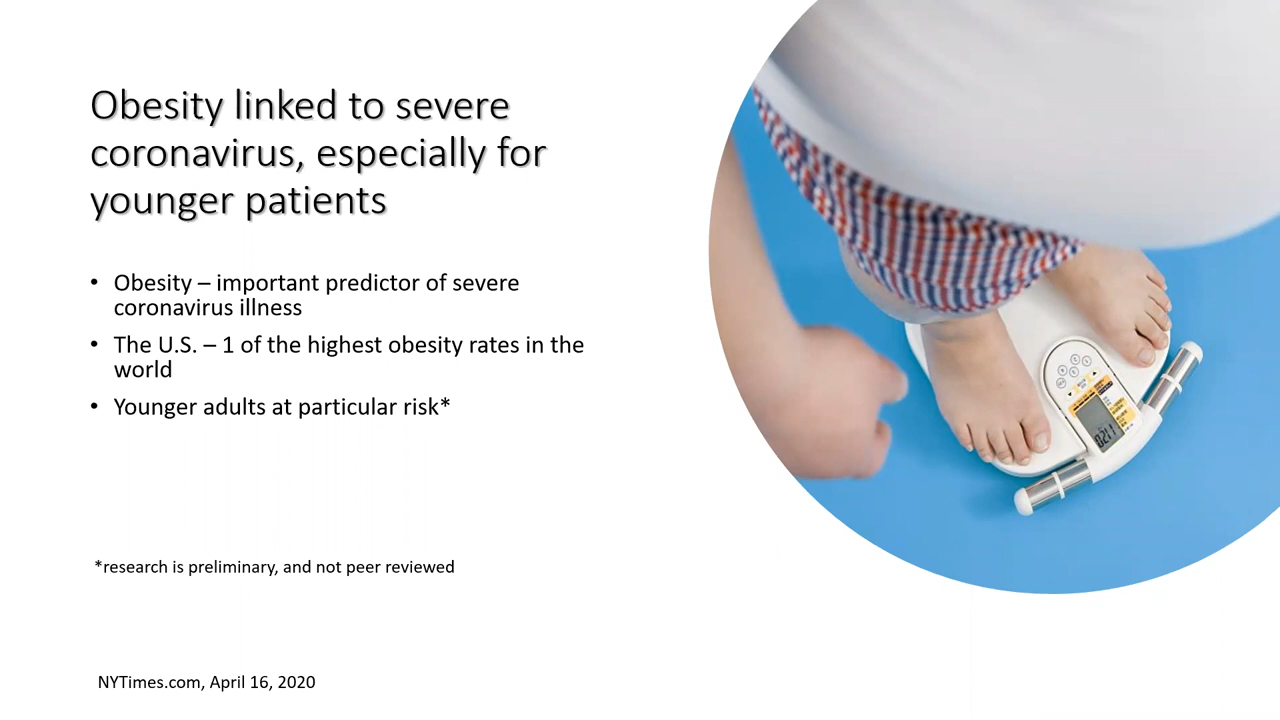 Obesity linked to severe
coronavirus, especially for
younger patients
• Obesity – important predictor of severe
coronavirus illness
• The U.S. – 1 of the highest obesity rates in the
world
• Younger adults at particular risk*
*research is preliminary, and not peer reviewed
NYTimes.com, April 16, 2020